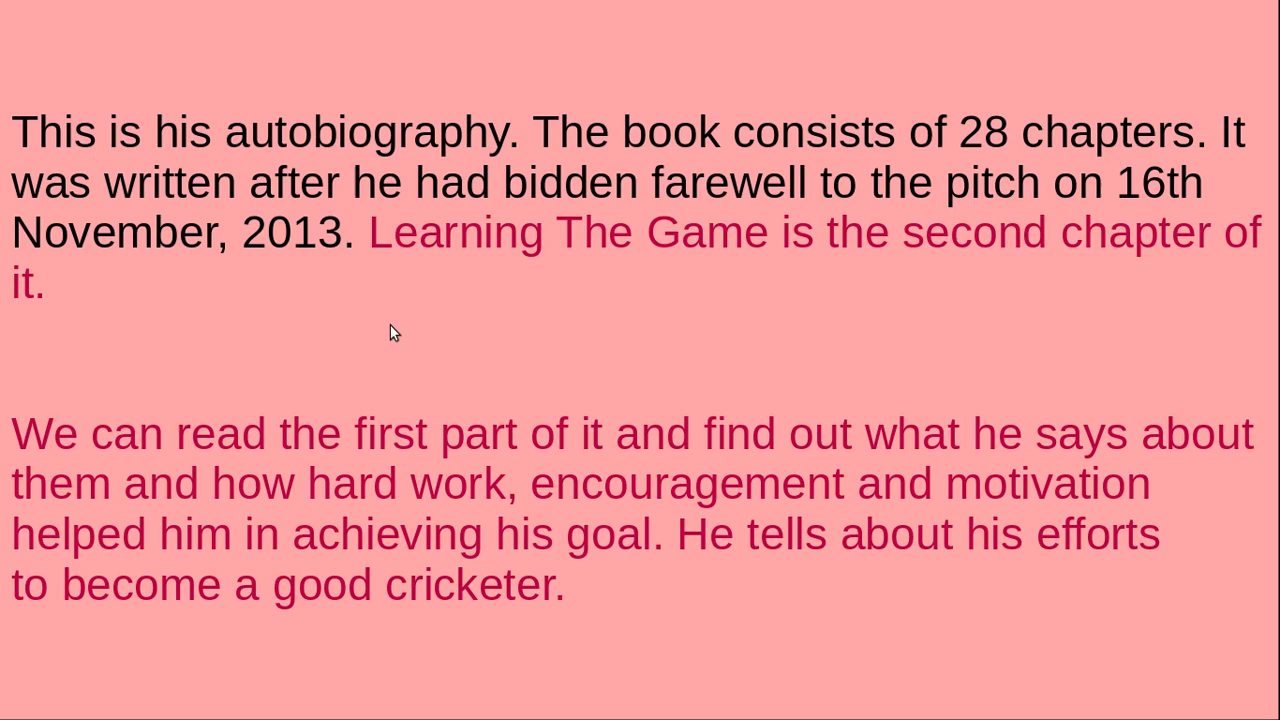 This is his autobiography. The book consists of 28 chapters. It
was written after he had bidden farewell to the pitch on 16th
November, 2013. Learning The Game is the second chapter of
it.
We can read the first part of it and find out what he says about
them and how hard work, encouragement and motivation
helped him in achieving his goal. He tells about his efforts
to become a good cricketer.